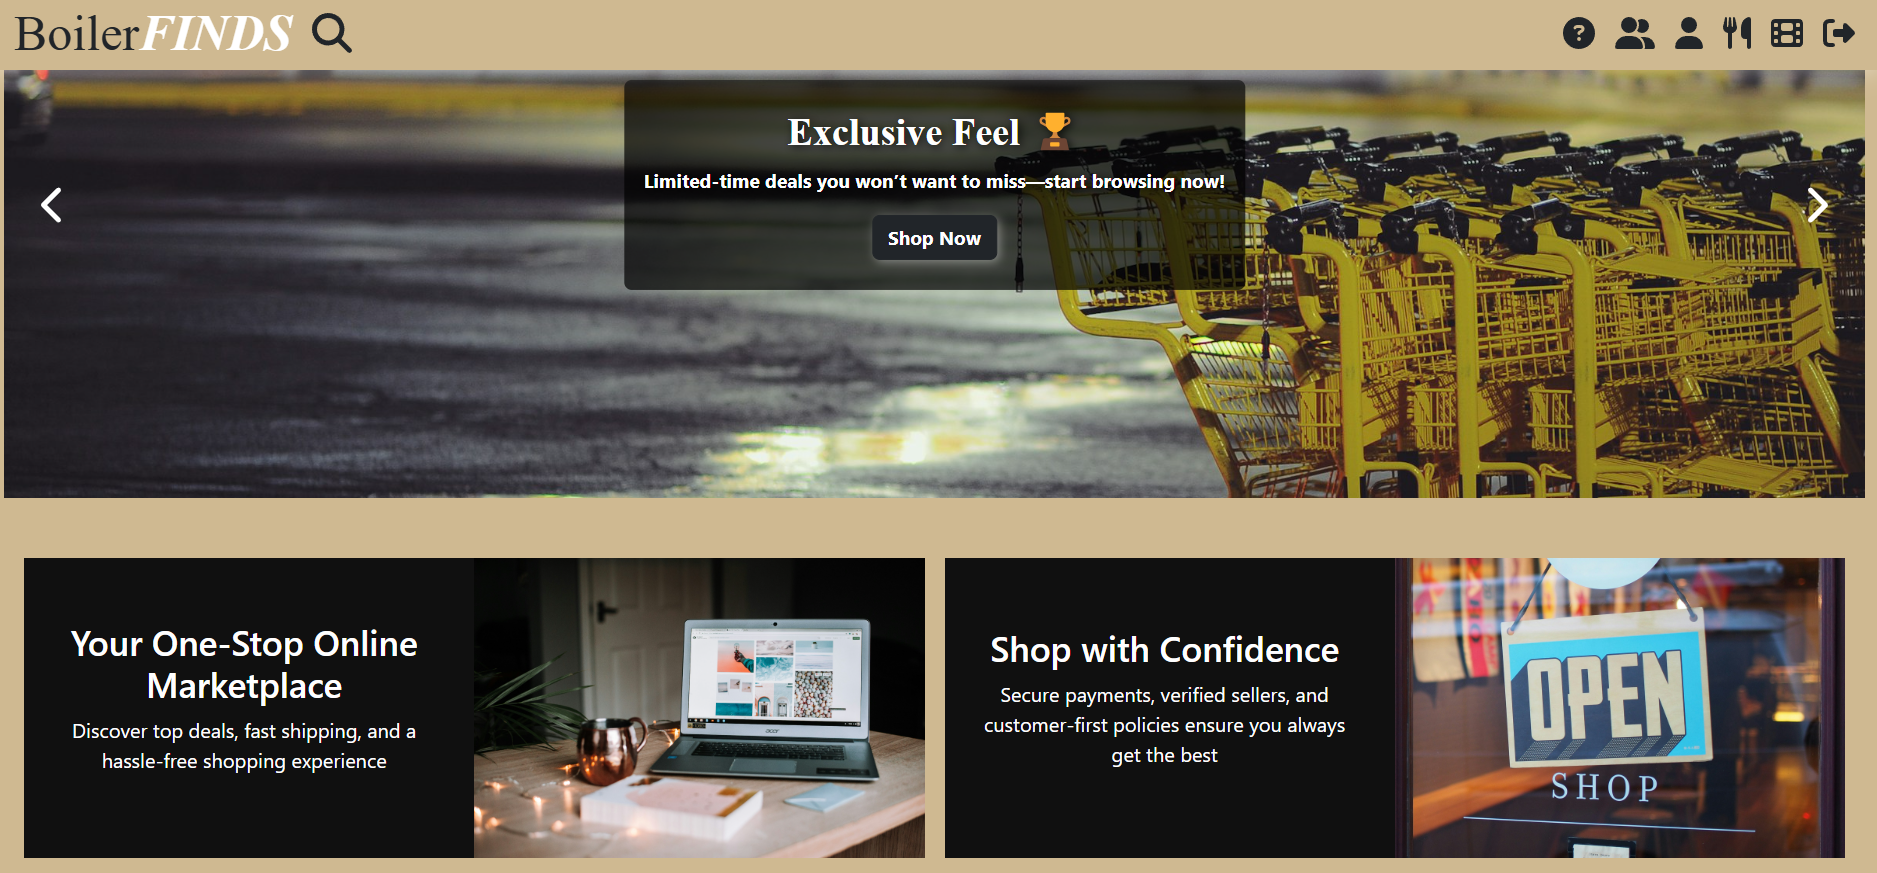 BoilerFINDS
Exclusive Feel 🏆
Limited-time deals you won’t want to miss—start browsing now!
Shop Now
Your One-Stop Online
Marketplace
Discover top deals, fast shipping, and a
hassle-free shopping experience
acer
Shop with Confidence
Secure payments, verified sellers, and
customer-first policies ensure you always
get the best
OPEN
SHOP